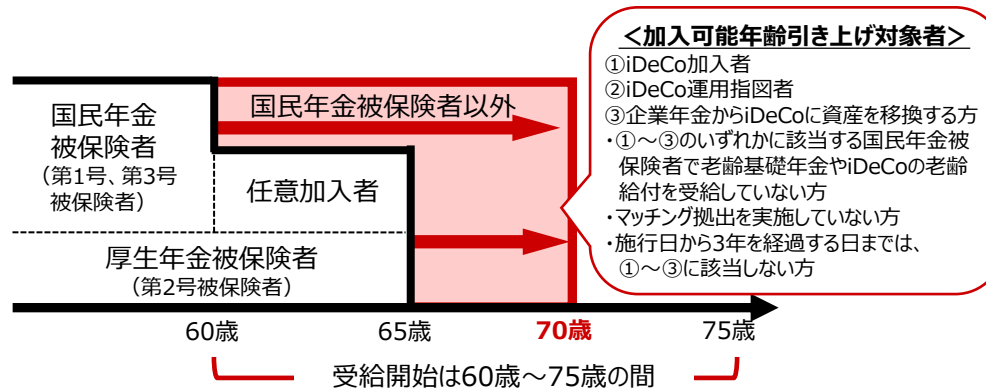 ＜加入可能年齢引き上げ対象者＞
①iDeCo加入者
②iDeCo運用指図者
③企業年金からiDeCoに資産を移換する方
・①～③のいずれかに該当する国民年金被
保険者で老齢基礎年金やiDeCoの老齢
給付を受給していない方
・マッチング拠出を実施していない方
・施行日から3年を経過する日までは、
①～③に該当しない方
国民年金
被保険者
（第1号、第3号
被保険者）
国民年金被保険者以外
任意加入者
厚生年金被保険者
（第2号被保険者）
60歳
65歳
70歳
75歳
受給開始は60歳～75歳の間